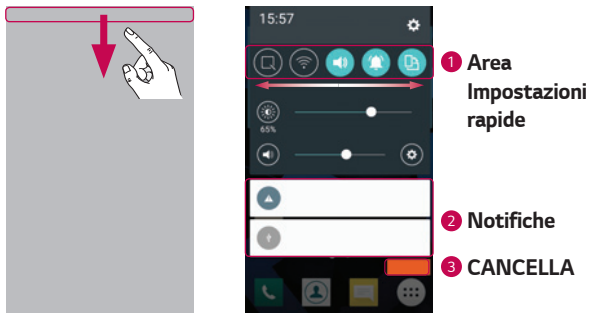 15:57
1 Area
Impostazioni
rapide
65%
2 Notifiche
3 CANCELLA